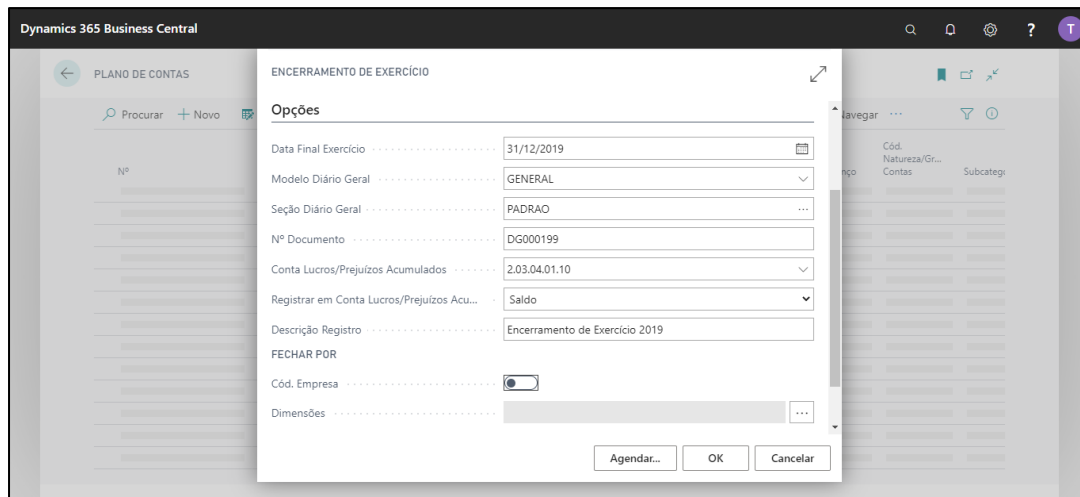 Dynamics 365 Business Central
?
T
PLANO DE CONTAS
Procurar
Novo
Navegar
Nº
Cód.
Natureza/Gr...
Contas
ENCERRAMENTO DE EXERCÍCIO
Opções
Data Final Exercício 31/12/2019
Modelo Diário Geral GENERAL
Seção Diário Geral PADRAO ...
Nº Documento DG000199
Conta Lucros/Prejuízos Acumulados 2.03.04.01.10
Registrar em Conta Lucros/Prejuízos Acu... Saldo
Descrição Registro Encerramento de Exercício 2019
FECHAR POR
Cód. Empresa
Dimensões ...
Agendar... OK Cancelar